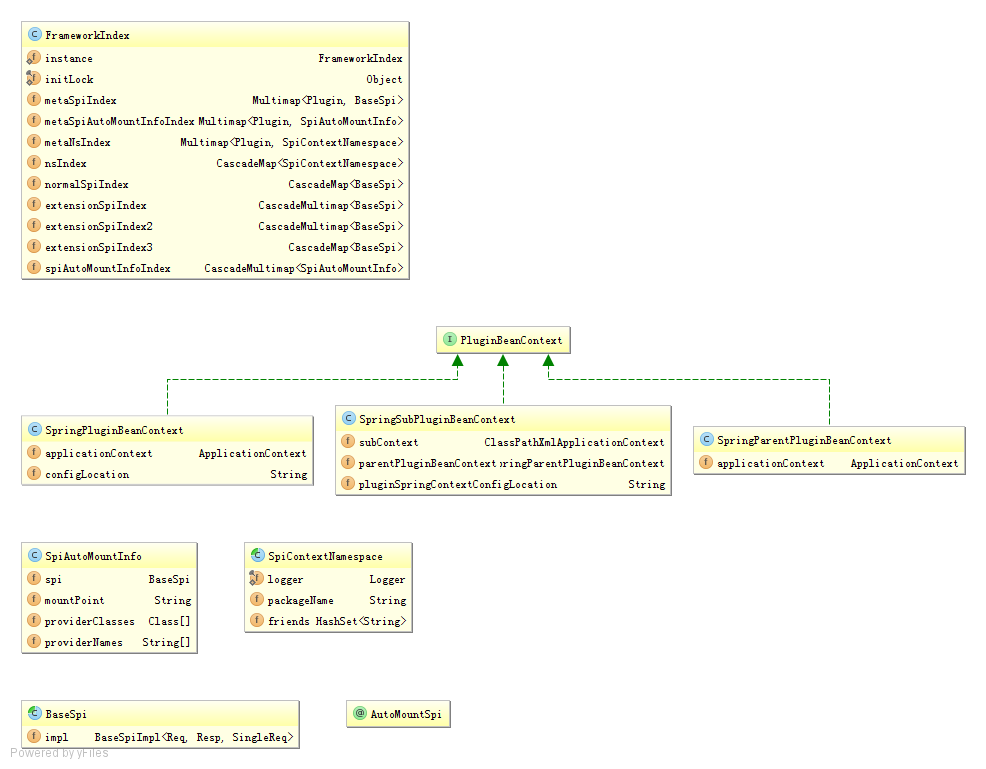 FrameworkIndex
instance FrameworkIndex
initLock Object
metaSpiIndex Multimap<Plugin, BaseSpi>
metaSpiAutoMountInfoIndex Multimap<Plugin, SpiAutoMountInfo>
metaNsIndex Multimap<Plugin, SpiContextNamespace>
nsIndex CascadeMap<SpiContextNamespace>
normalSpiIndex CascadeMap<BaseSpi>
extensionSpiIndex CascadeMultimap<BaseSpi>
extensionSpiIndex2 CascadeMultimap<BaseSpi>
extensionSpiIndex3 CascadeMap<BaseSpi>
spiAutoMountInfoIndex CascadeMultimap<SpiAutoMountInfo>
PluginBeanContext
SpringPluginBeanContext
applicationContext ApplicationContext
configLocation String
SpringSubPluginBeanContext
subContext ClassPathXmlApplicationContext
parentPluginBeanContext ringParentPluginBeanContext
pluginSpringContextConfigLocation String
SpringParentPluginBeanContext
applicationContext ApplicationContext
SpiAutoMountInfo
spi BaseSpi
mountPoint String
providerClasses Class[]
providerNames String[]
SpiContextNamespace
logger Logger
packageName String
friends HashSet<String>
BaseSpi
impl BaseSpiImpl<Req, Resp, SingleReq>
AutoMountSpi
Powered by yFiles